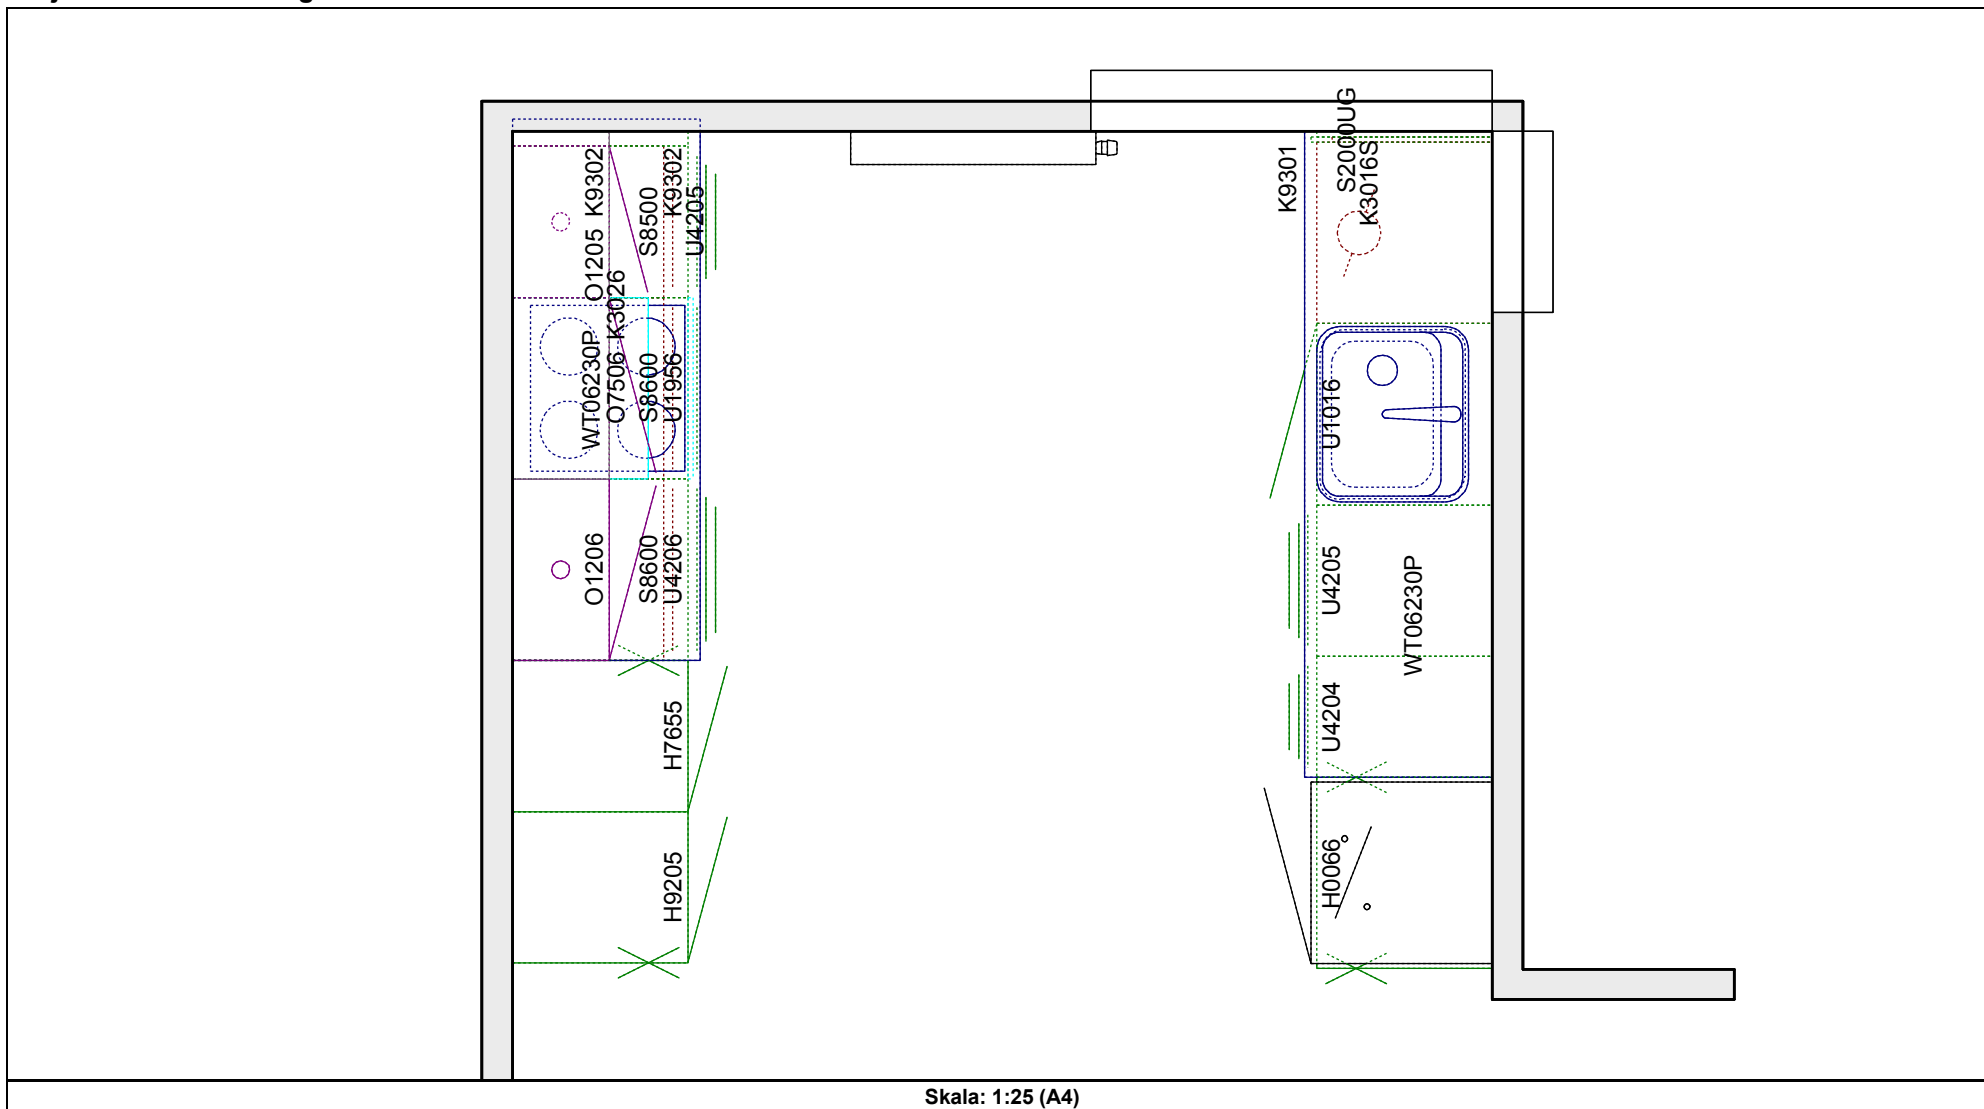 S2000UG
K3016S
K9301
K9302
K9302
S8500
U4205
O1205
K3026
WT06230P
O7506
S8600
U1956
U1016
O1206
S8600
U4206
U4205
WT06230P
H7655
U4204
H9205
H0066
Skala: 1:25 (A4)